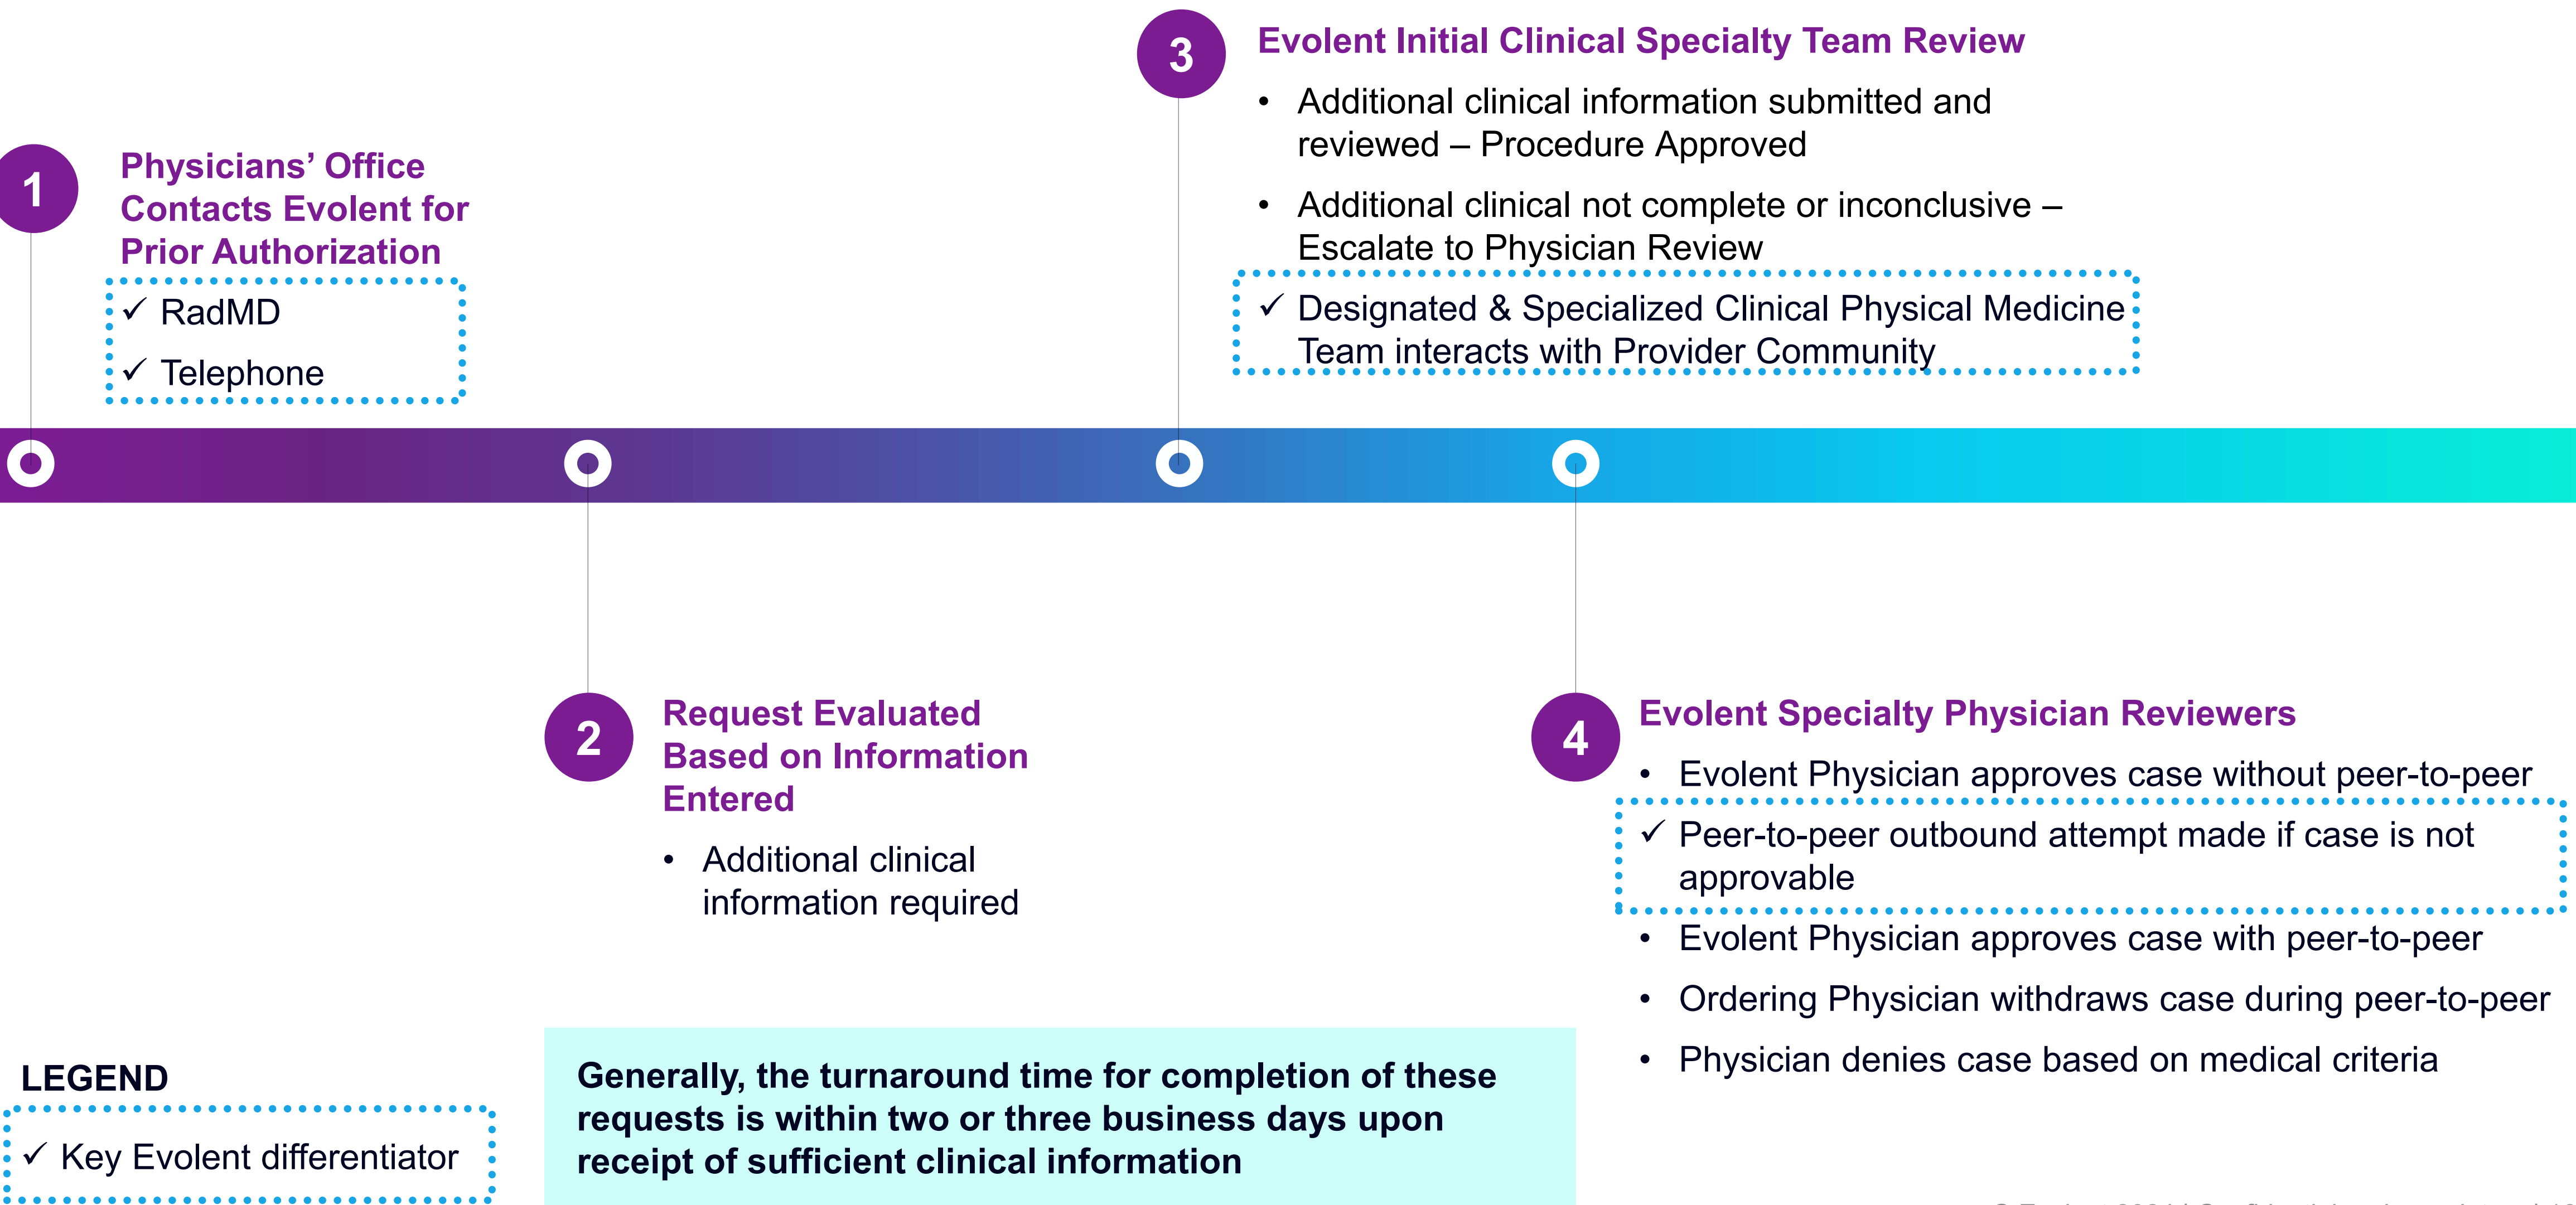 1
Physicians’ Office
Contacts Evolent for
Prior Authorization
✓ RadMD
✓ Telephone
2
Request Evaluated
Based on Information
Entered
• Additional clinical
information required
3
Evolent Initial Clinical Specialty Team Review
• Additional clinical information submitted and
reviewed – Procedure Approved
• Additional clinical not complete or inconclusive –
Escalate to Physician Review
✓ Designated & Specialized Clinical Physical Medicine
Team interacts with Provider Community
4
Evolent Specialty Physician Reviewers
• Evolent Physician approves case without peer-to-peer
✓ Peer-to-peer outbound attempt made if case is not
approvable
• Evolent Physician approves case with peer-to-peer
• Ordering Physician withdraws case during peer-to-peer
• Physician denies case based on medical criteria
LEGEND
✓ Key Evolent differentiator
Generally, the turnaround time for completion of these
requests is within two or three business days upon
receipt of sufficient clinical information